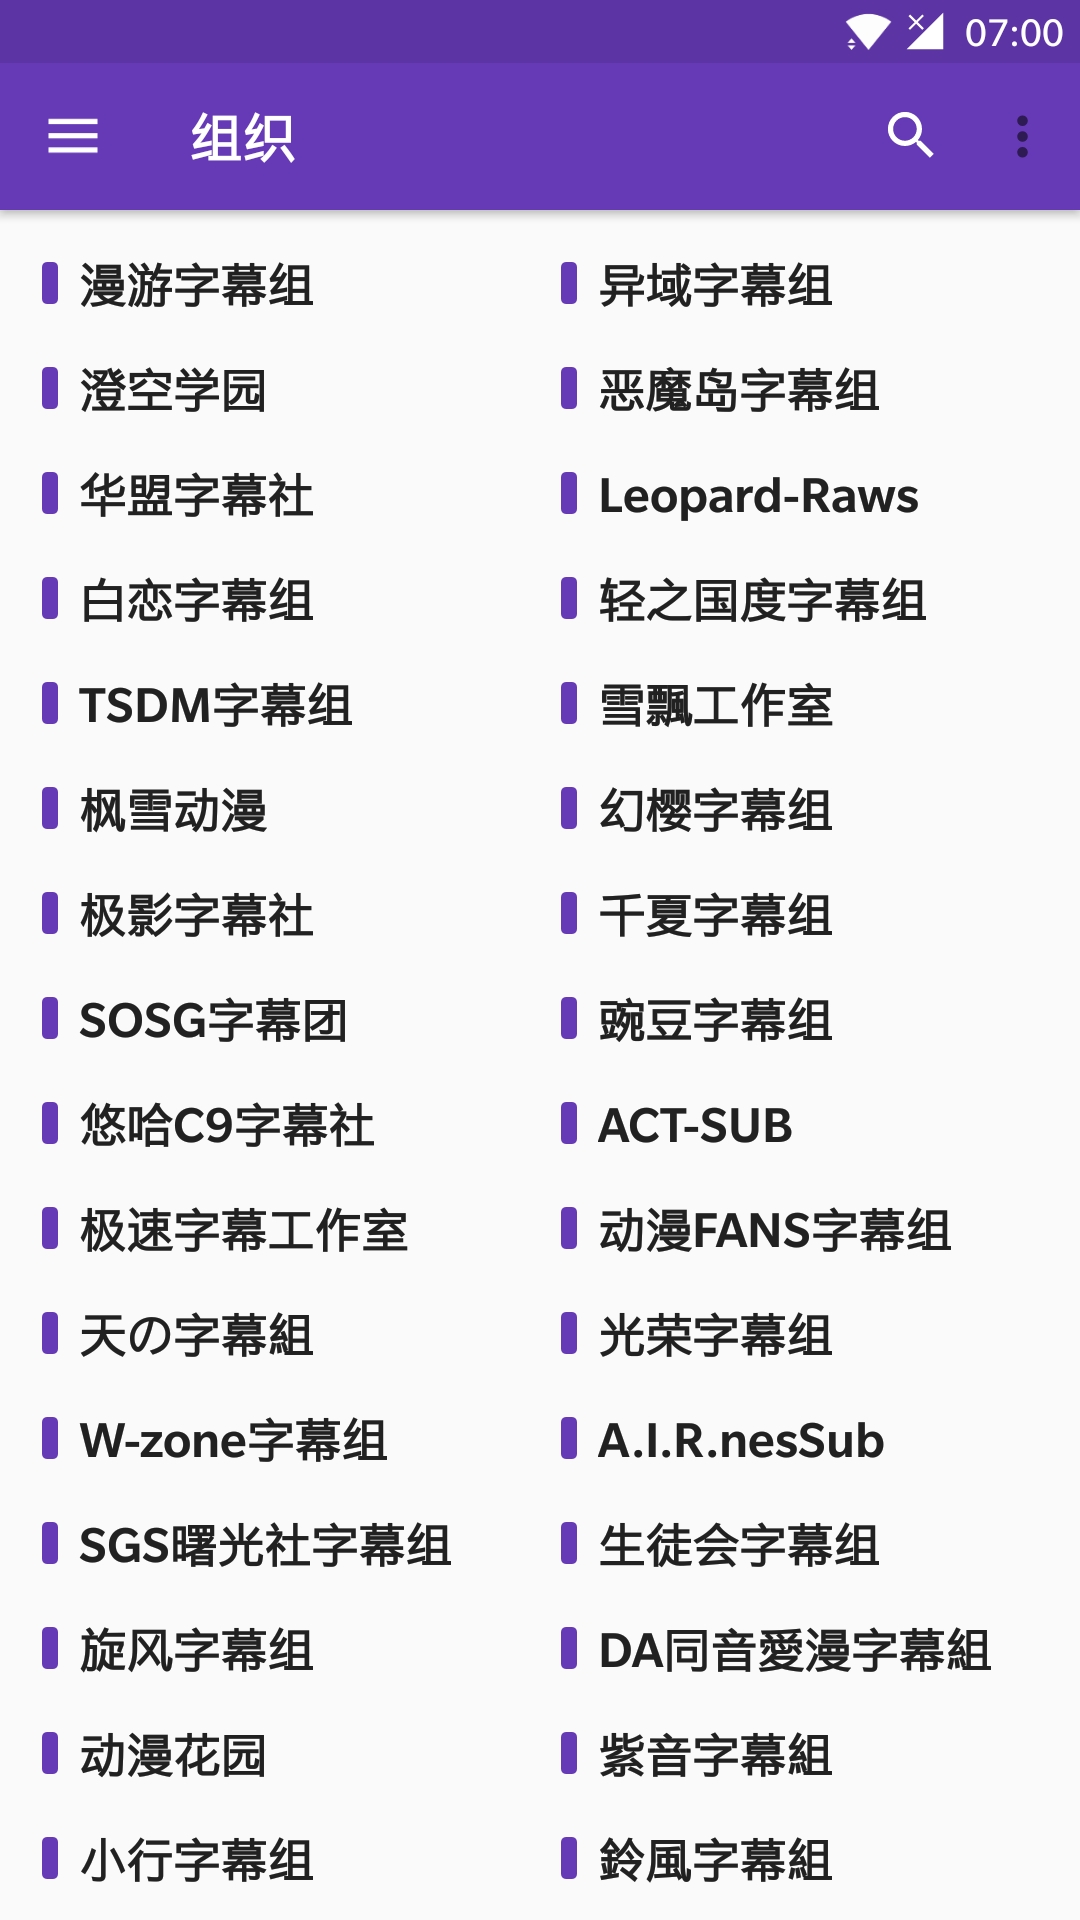 07:00
组织
漫游字幕组
异域字幕组
澄空学园
恶魔岛字幕组
华盟字幕社
Leopard-Raws
白恋字幕组
轻之国度字幕组
TSDM字幕组
雪飄工作室
枫雪动漫
幻樱字幕组
极影字幕社
千夏字幕组
SOSG字幕团
豌豆字幕组
悠哈C9字幕社
ACT-SUB
极速字幕工作室
动漫FANS字幕组
天の字幕組
光荣字幕组
W-zone字幕组
A.I.R.nesSub
SGS曙光社字幕组
生徒会字幕组
旋风字幕组
DA同音愛漫字幕組
动漫花园
紫音字幕組
小行字幕组
鈴風字幕組